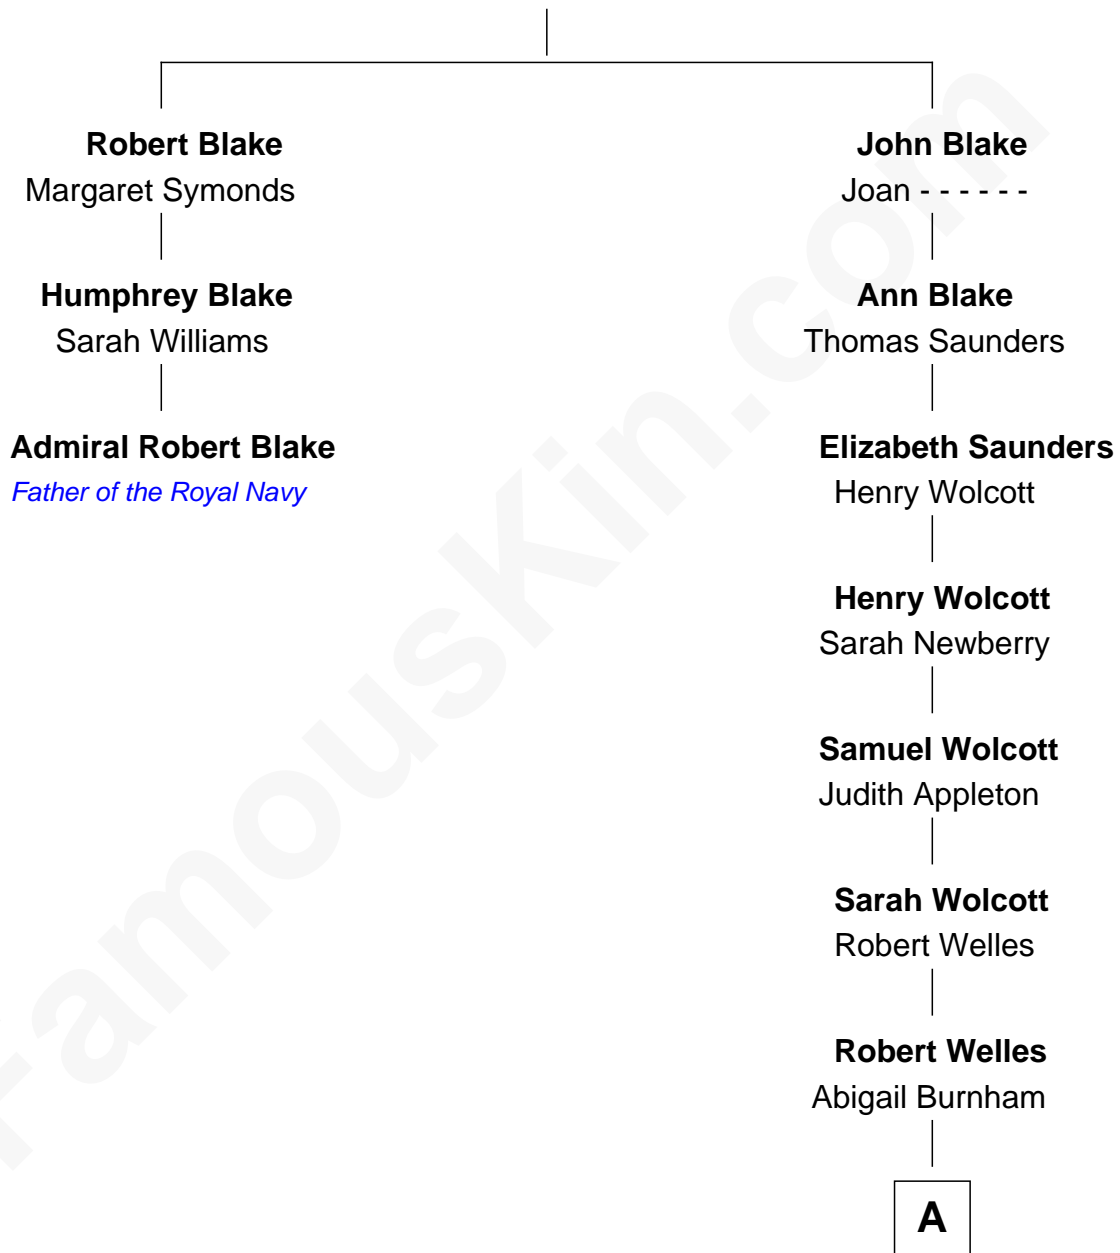 Robert Blake
Margaret Symonds
Humphrey Blake
Sarah Williams
Admiral Robert Blake
Father of the Royal Navy
John Blake
Joan - - - - - -
Ann Blake
Thomas Saunders
Elizabeth Saunders
Henry Wolcott
Henry Wolcott
Sarah Newberry
Samuel Wolcott
Judith Appleton
Sarah Wolcott
Robert Welles
Robert Welles
Abigail Burnham
A
FamousKin.com